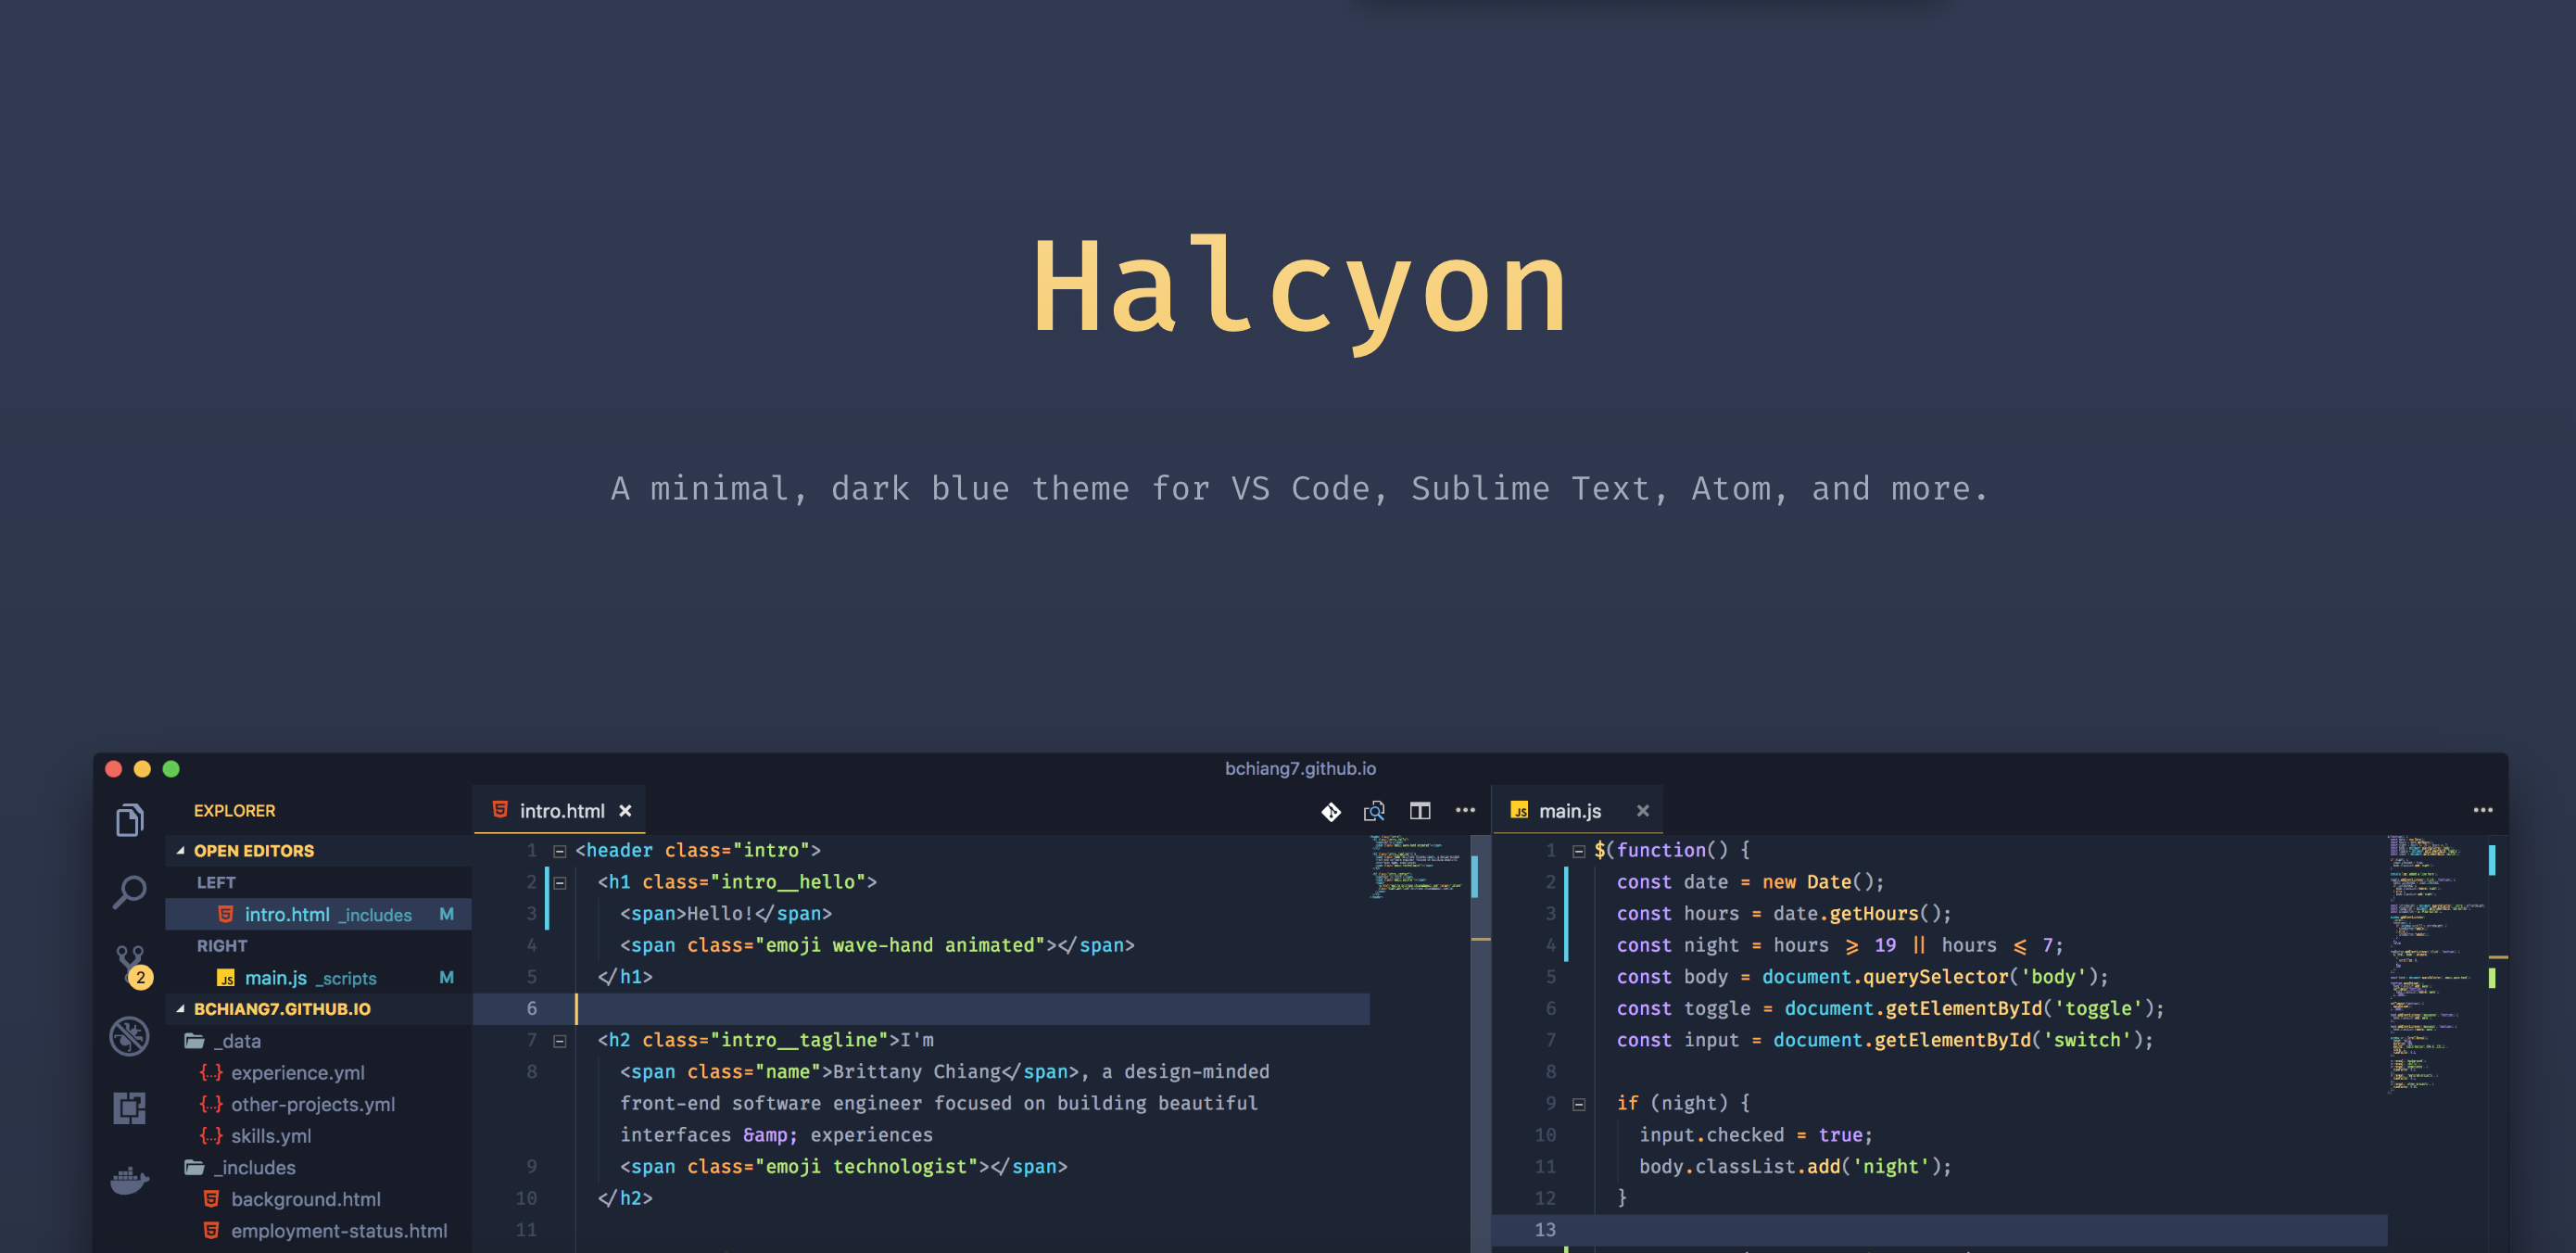 Halcyon
A minimal, dark blue theme for VS Code, Sublime Text, Atom, and more.
bchiang7.github.io
EXPLORER
OPEN EDITORS
LEFT
intro.html _includes M
RIGHT
JS main.js _scripts M
2
BCHIANG7.GITHUB.IO
_data
{...} experience.yml
{...} other-projects.yml
{...} skills.yml
_includes
background.html
employment-status.html
intro.html ×
1 <header class="intro">
2 <h1 class="intro__hello">
3 <span>Hello!</span>
4 <span class="emoji wave-hand animated"></span>
5 </h1>
6
7 <h2 class="intro__tagline">I'm
8 <span class="name">Brittany Chiang</span>, a design-minded
front-end software engineer focused on building beautiful
interfaces &amp; experiences
9 <span class="emoji technologist"></span>
10 </h2>
11
JS main.js ×
1 $(function() {
2 const date = new Date();
3 const hours = date.getHours();
4 const night = hours ⩾ 19 || hours ⩽ 7;
5 const body = document.querySelector('body');
6 const toggle = document.getElementById('toggle');
7 const input = document.getElementById('switch');
8
9 if (night) {
10 input.checked = true;
11 body.classList.add('night');
12 }
13